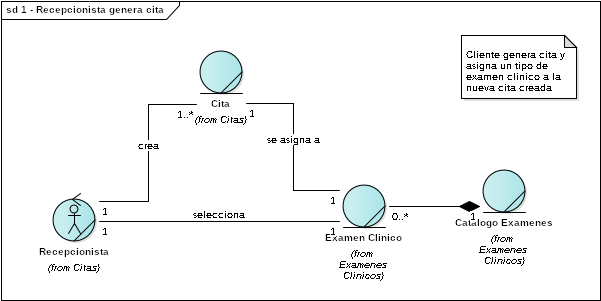 sd 1 - Recepcionista genera cita
Cliente genera cita y
asigna un tipo de
examen clinico a la
nueva cita creada
Cita
(from Citas)
1..*
1
crea
se asigna a
1
1
selecciona
1
1
Recepcionista
(from Citas)
Examen Clinico
(from
Examenes
Clinicos)
0..*
1
Catalogo Examenes
(from
Examenes
Clinicos)